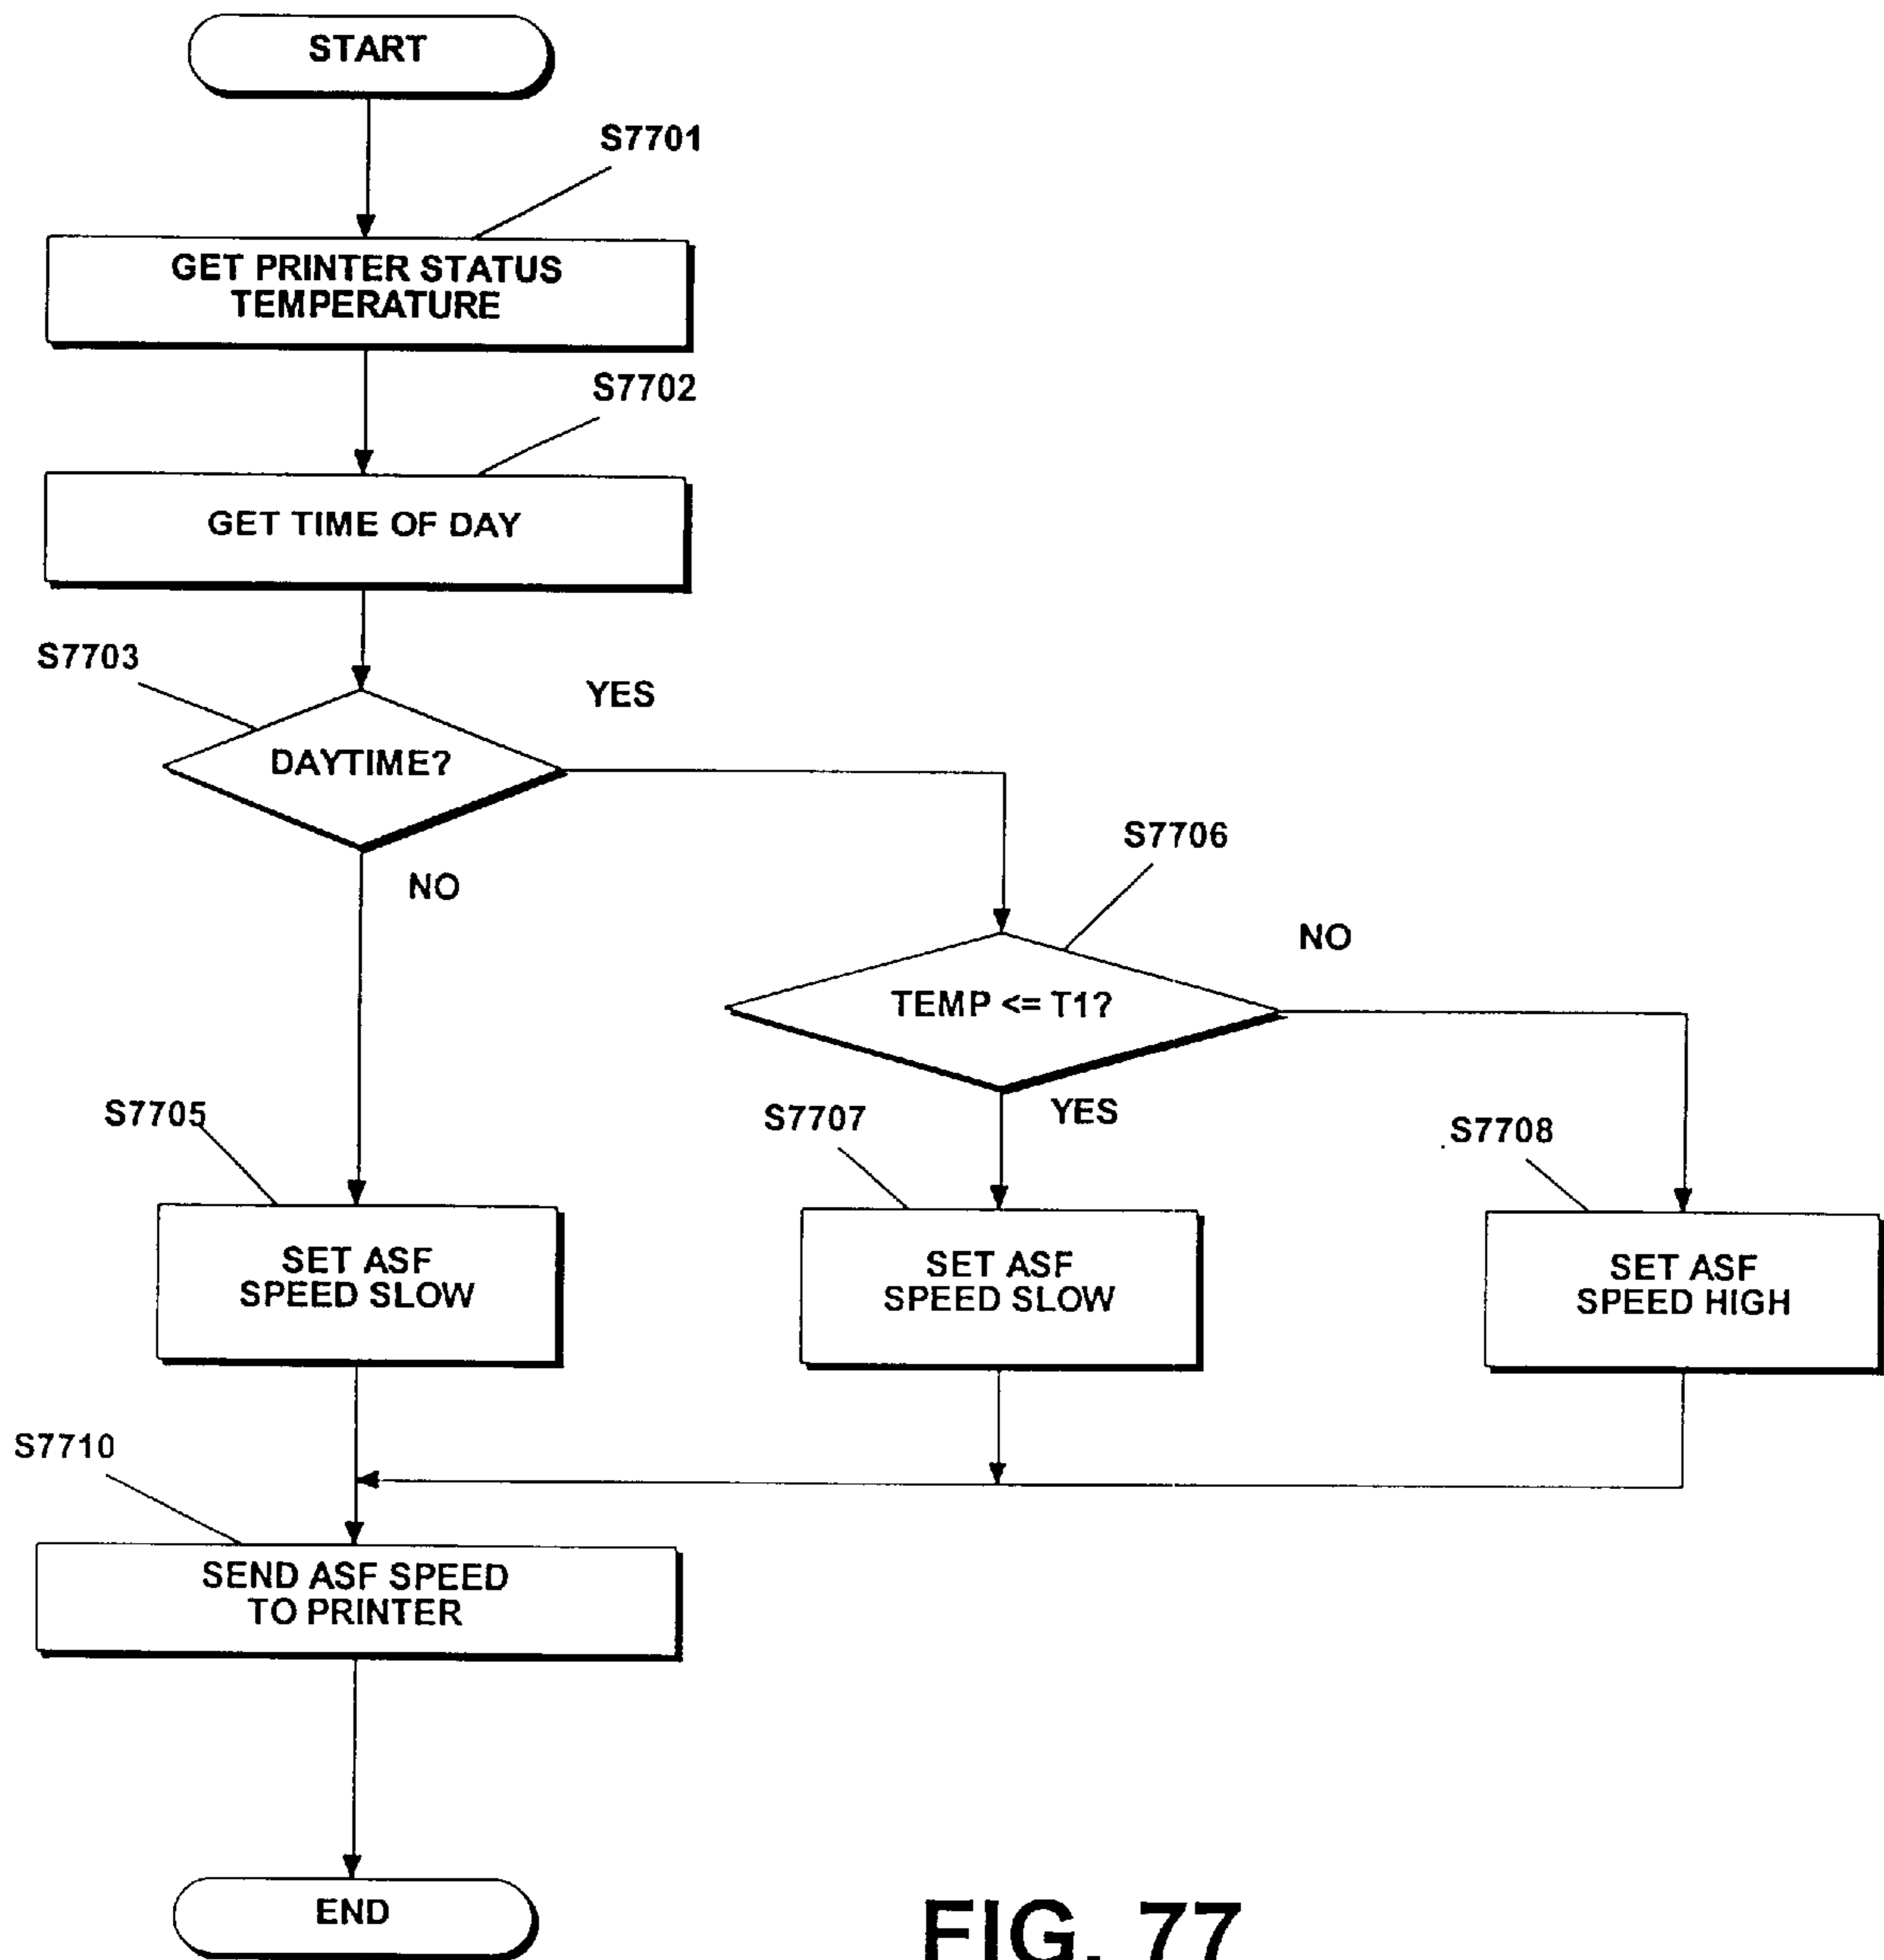 START
S7701
GET PRINTER STATUS
TEMPERATURE
S7702
GET TIME OF DAY
S7703
YES
DAYTIME?
NO
S7706
NO
TEMP <= T1?
YES
S7705
S7707
S7708
SET ASF
SPEED SLOW
SET ASF
SPEED SLOW
SET ASF
SPEED HIGH
S7710
SEND ASF SPEED
TO PRINTER
END
FIG. 77